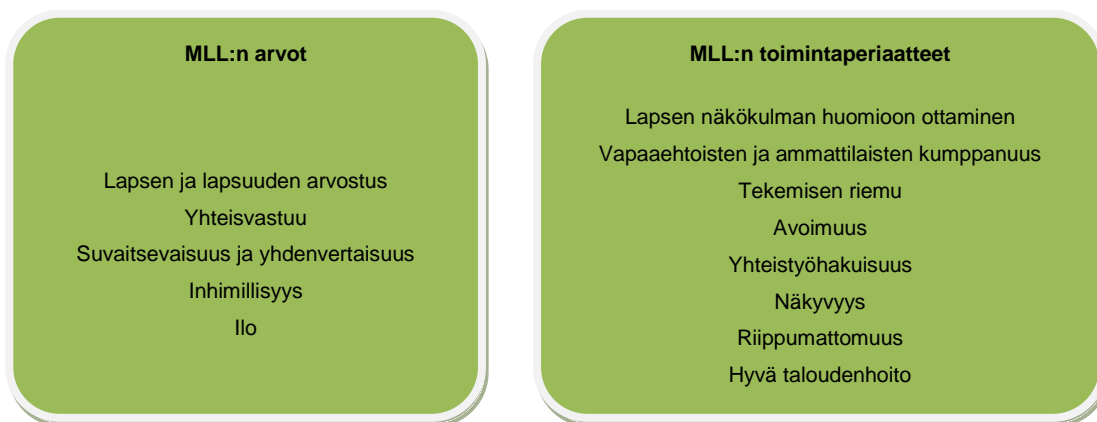 MLL:n arvot
Lapsen ja lapsuuden arvostus
Yhteisvastuu
Suvaitsevaisuus ja yhdenvertaisuus
Inhimillisyys
Ilo
MLL:n toimintaperiaatteet
Lapsen näkökulman huomioon ottaminen
Vapaaehtoisten ja ammattilaisten kumppanuus
Tekemisen riemu
Avoimuus
Yhteistyöhakuisuus
Näkyvyys
Riippumattomuus
Hyvä taloudenhoito